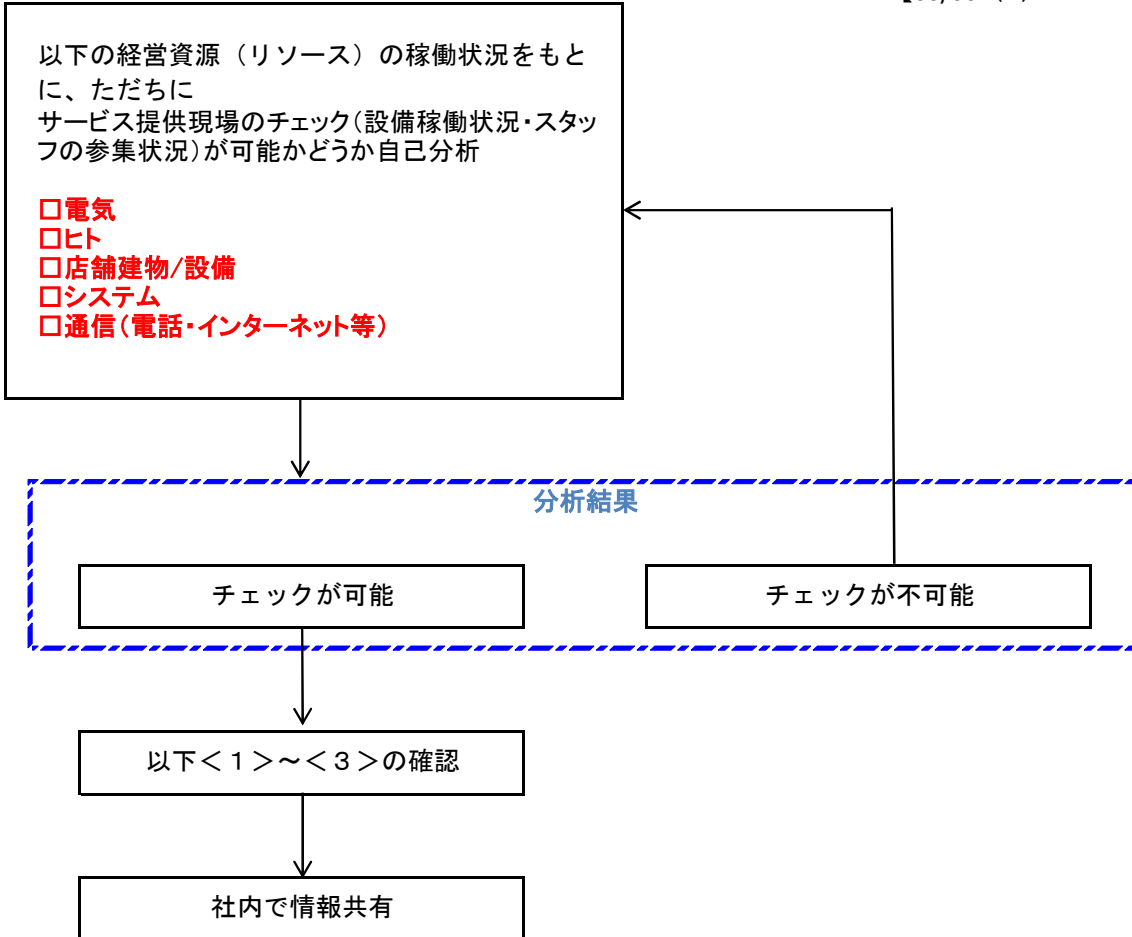 以下の経営資源（リソース）の稼働状況をもと
に、ただちに
サービス提供現場のチェック(設備稼働状況・スタッ
フの参集状況)が可能かどうか自己分析
□電気
□ヒト
□店舗建物/設備
□システム
□通信(電話・インターネット等)
分析結果
チェックが可能
チェックが不可能
以下＜１＞～＜３＞の確認
社内で情報共有